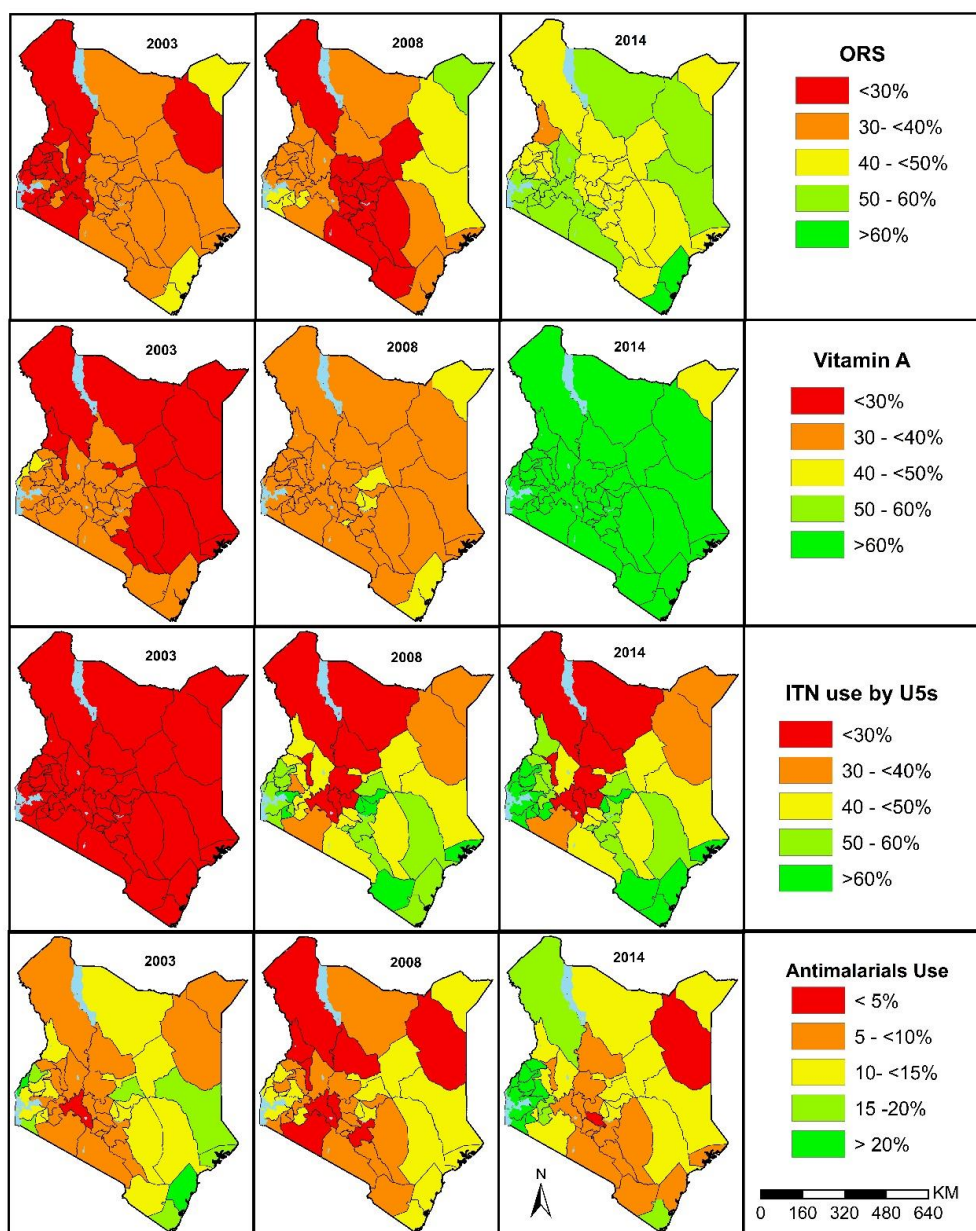 2003
2008
2014
ORS
<30%
30- <40%
40 - <50%
50 - 60%
>60%
2003
2008
2014
Vitamin A
<30%
30 - <40%
40 - <50%
50 - 60%
>60%
2003
2008
2014
ITN use by U5s
<30%
30 - <40%
40 - <50%
50 - 60%
>60%
2003
2008
2014
Antimalarials Use
< 5%
5 - <10%
10- <15%
15 -20%
> 20%
N
KM
0 160 320 480 640